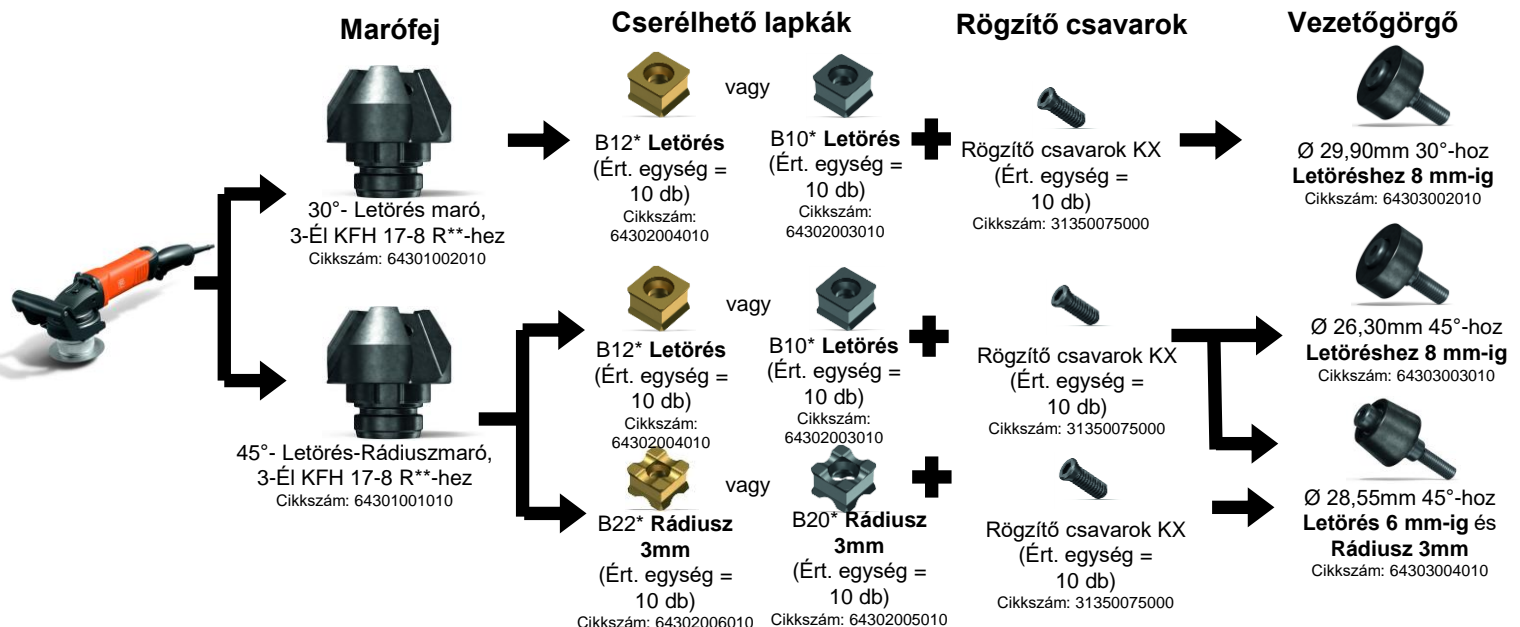 Marófej
Cserélhető lapkák
Rögzítő csavarok
Vezetőgörgő
30°- Letörés maró,
3-Él KFH 17-8 R**-hez
Cikkszám: 64301002010
vagy
B12* Letörés
(Ért. egység =
10 db)
Cikkszám:
64302004010
B10* Letörés
(Ért. egység =
10 db)
Cikkszám:
64302003010
Rögzítő csavarok KX
(Ért. egység =
10 db)
Cikkszám: 31350075000
Ø 29,90mm 30°-hoz
Letöréshez 8 mm-ig
Cikkszám: 64303002010
45°- Letörés-Rádiuszmaró,
3-Él KFH 17-8 R**-hez
Cikkszám: 64301001010
vagy
B12* Letörés
(Ért. egység =
10 db)
Cikkszám:
64302004010
B10* Letörés
(Ért. egység =
10 db)
Cikkszám:
64302003010
Rögzítő csavarok KX
(Ért. egység =
10 db)
Cikkszám: 31350075000
Ø 26,30mm 45°-hoz
Letöréshez 8 mm-ig
Cikkszám: 64303003010
vagy
B22* Rádiusz
3mm
(Ért. egység =
10 db)
Cikkszám: 64302006010
B20* Rádiusz
3mm
(Ért. egység =
10 db)
Cikkszám: 64302005010
Rögzítő csavarok KX
(Ért. egység =
10 db)
Cikkszám: 31350075000
Ø 28,55mm 45°-hoz
Letörés 6 mm-ig és
Rádiusz 3mm
Cikkszám: 64303004010